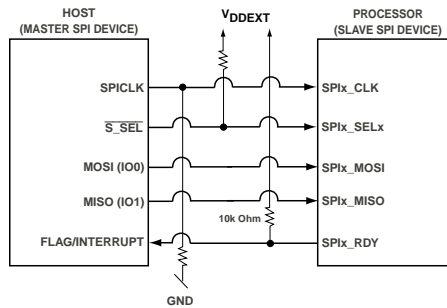 HOST
(MASTER SPI DEVICE)
VDDEXT
PROCESSOR
(SLAVE SPI DEVICE)
SPICLK
SPIx_CLK
S_SEL
SPIx_SELx
MOSI (IO0)
SPIx_MOSI
MISO (IO1)
SPIx_MISO
10k Ohm
FLAG/INTERRUPT
SPIx_RDY
GND